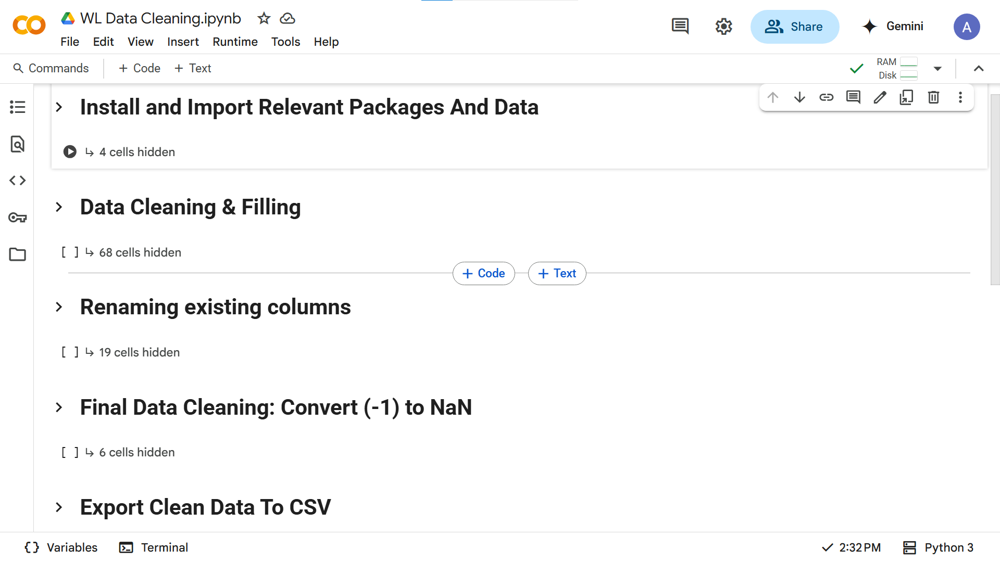 WL Data Cleaning.ipynb
File Edit View Insert Runtime Tools Help
Share
Gemini
A
Commands
+ Code + Text
RAM
Disk
Install and Import Relevant Packages And Data
4 cells hidden
Data Cleaning & Filling
[ ] 68 cells hidden
+ Code + Text
Renaming existing columns
[ ] 19 cells hidden
Final Data Cleaning: Convert (-1) to NaN
[ ] 6 cells hidden
Export Clean Data To CSV
{} Variables Terminal
2:32 PM Python 3